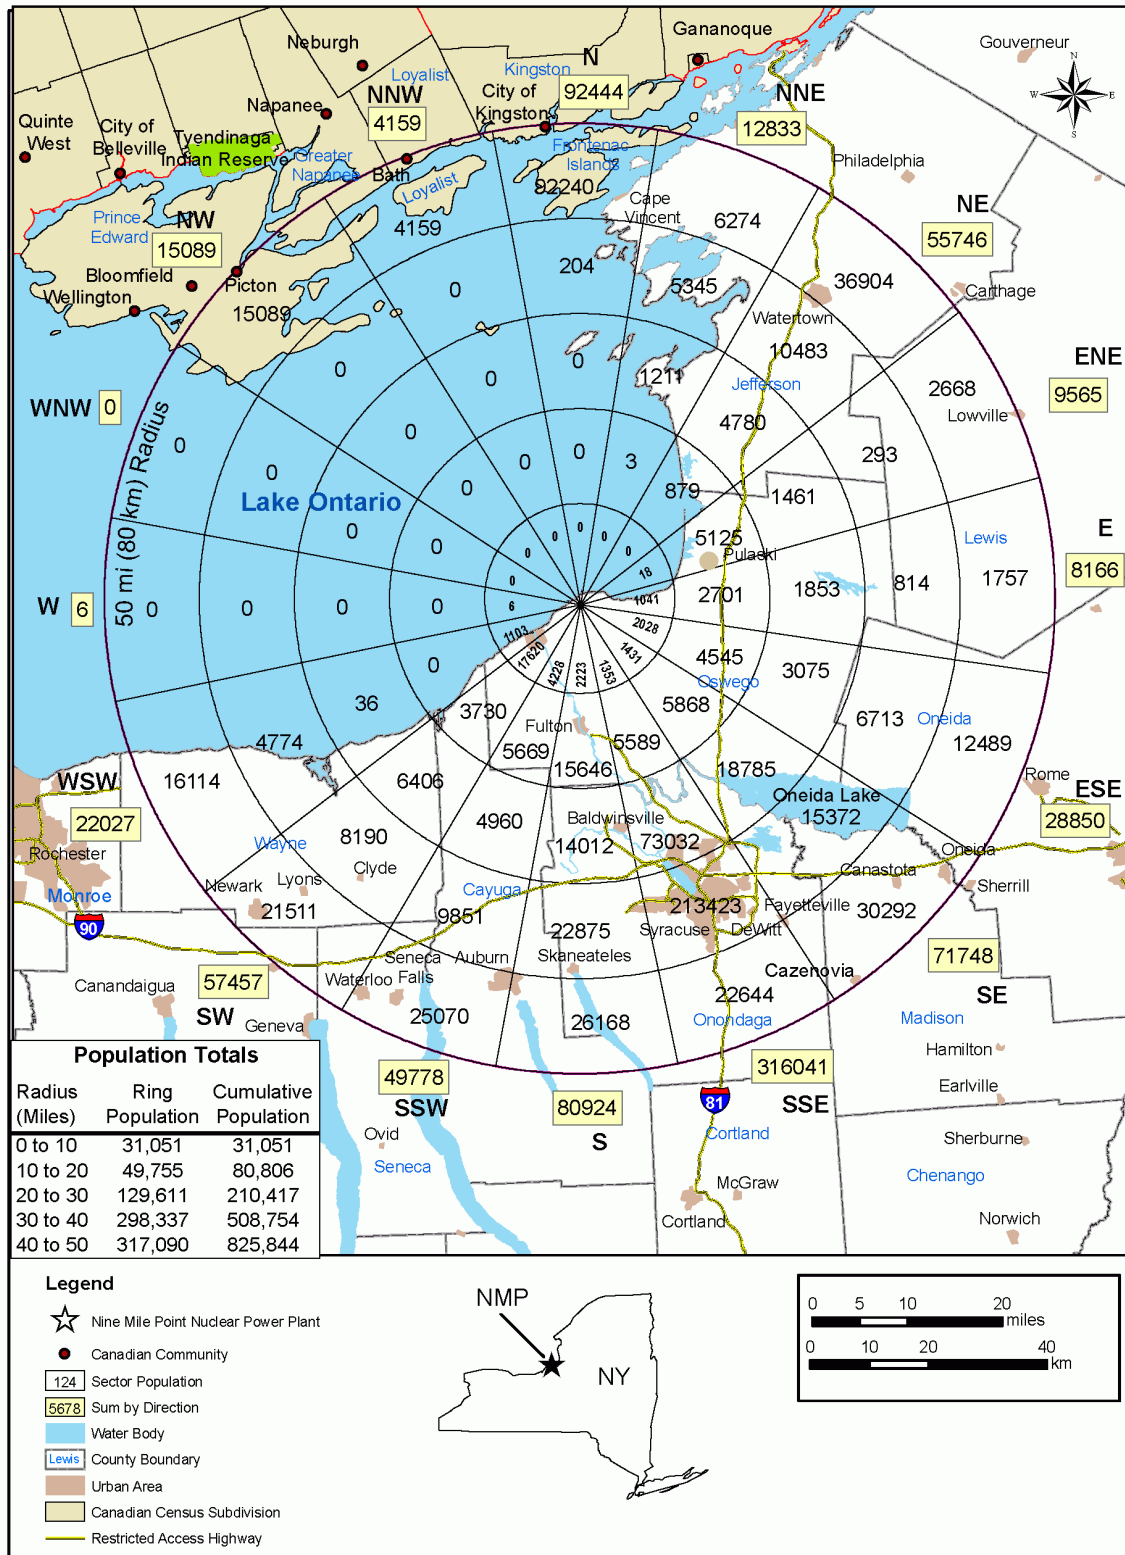 Gananoque
Gouverneur
Neburgh
N
Loyalist
Kingston
NNW
City of
Kingston
92444
NNE
N
W
E
S
Napanee
4159
12833
Quinte
West
City of
Belleville
Tyendinaga
Indian Reserve
Greater
Napanee
Bath
Frontenac
Islands
Philadelphia
Loyalist
92240
Cape
Vincent
NE
Prince
Edward
NW
15089
4159
6274
55746
Bloomfield
Wellington
Picton
15089
204
0
5345
36904
Carthage
Watertown
10483
ENE
0
0
0
1211
Jefferson
2668
9565
WNW
0
Lowville
4780
0
0
0
0
3
293
0
0
879
1461
50 mi (80 km) Radius
Lake Ontario
0
0
5125
Pulaski
Lewis
E
0
0
0
0
0
18
8166
814
1757
1853
2701
1041
0
6
W
6
0
0
0
0
2028
1103
17620
4228
2223
1353
1431
4545
3075
0
Oswego
36
3730
5868
6713
Oneida
Fulton
12489
4774
5669
5589
WSW
16114
6406
15646
18785
Rome
ESE
Oneida Lake
15372
22027
8190
4960
Baldwinsville
28850
Wayne
14012
73032
Oneida
Rochester
Clyde
Canastota
Newark
Lyons
Monroe
Cayuga
Sherrill
21511
9851
213423
Fayetteville
30292
90
22875
Syracuse
DeWitt
Skaneateles
Seneca
Falls
Auburn
71748
57457
Waterloo
Cazenovia
Canandaigua
SW
Geneva
25070
26168
22644
Onondaga
SE
Madison
Hamilton
49778
SSW
80924
S
316041
SSE
81
Earlville
Ovid
Seneca
Cortland
Sherburne
McGraw
Chenango
Cortland
Norwich
Population Totals
Radius
(Miles)
Ring
Population
Cumulative
Population
0 to 10 31,051 31,051
10 to 20 49,755 80,806
20 to 30 129,611 210,417
30 to 40 298,337 508,754
40 to 50 317,090 825,844
Legend
Nine Mile Point Nuclear Power Plant
Canadian Community
124 Sector Population
5678 Sum by Direction
Water Body
Lewis County Boundary
Urban Area
Canadian Census Subdivision
Restricted Access Highway
NMP
NY
0 5 10 20
miles
0 10 20 40
km